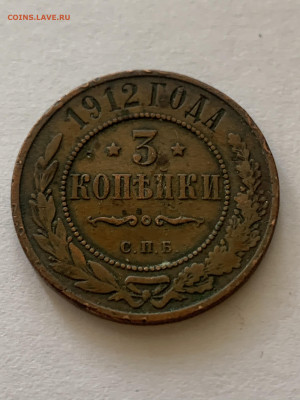 COINS.LAVE.RU
1912 ГОДА
* 3 *
КОПѢЙКИ
С.П.Б.